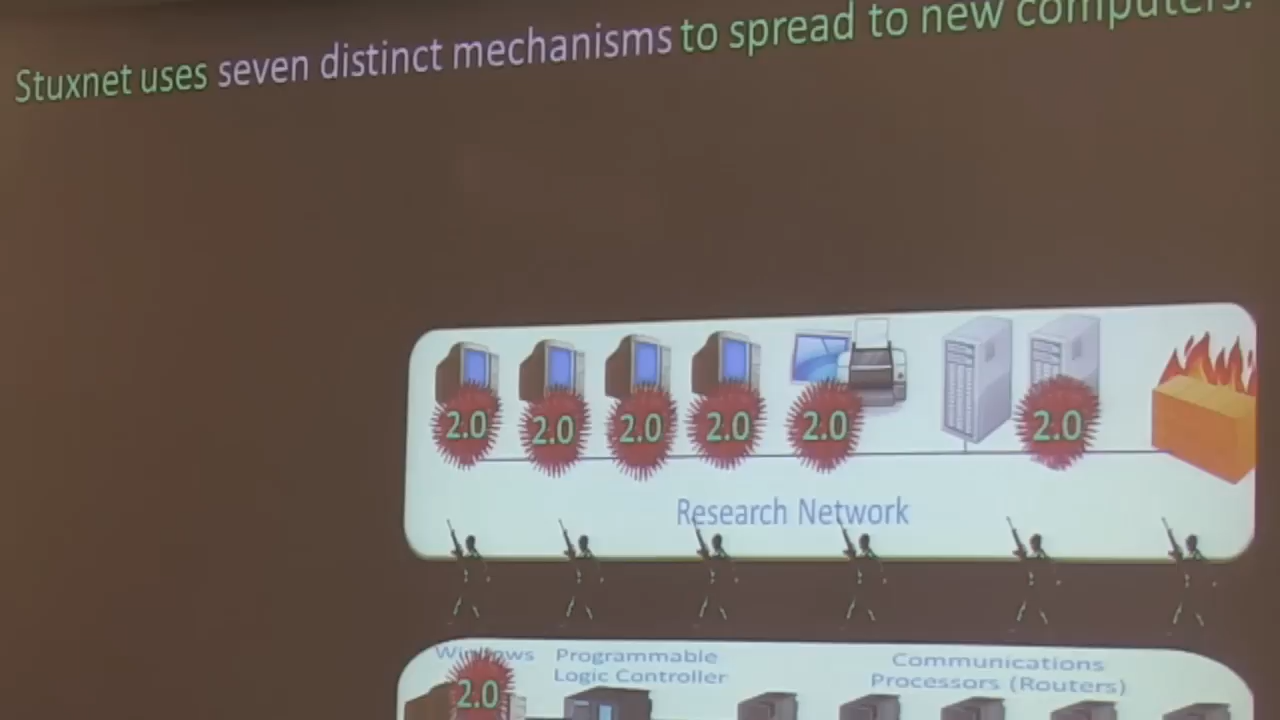 Stuxnet uses seven distinct mechanisms to spread to new computers.
2.0 2.0 2.0 2.0 2.0 2.0
Research Network
Windows Programmable Logic Controller
Communications Processors (Routers)
2.0